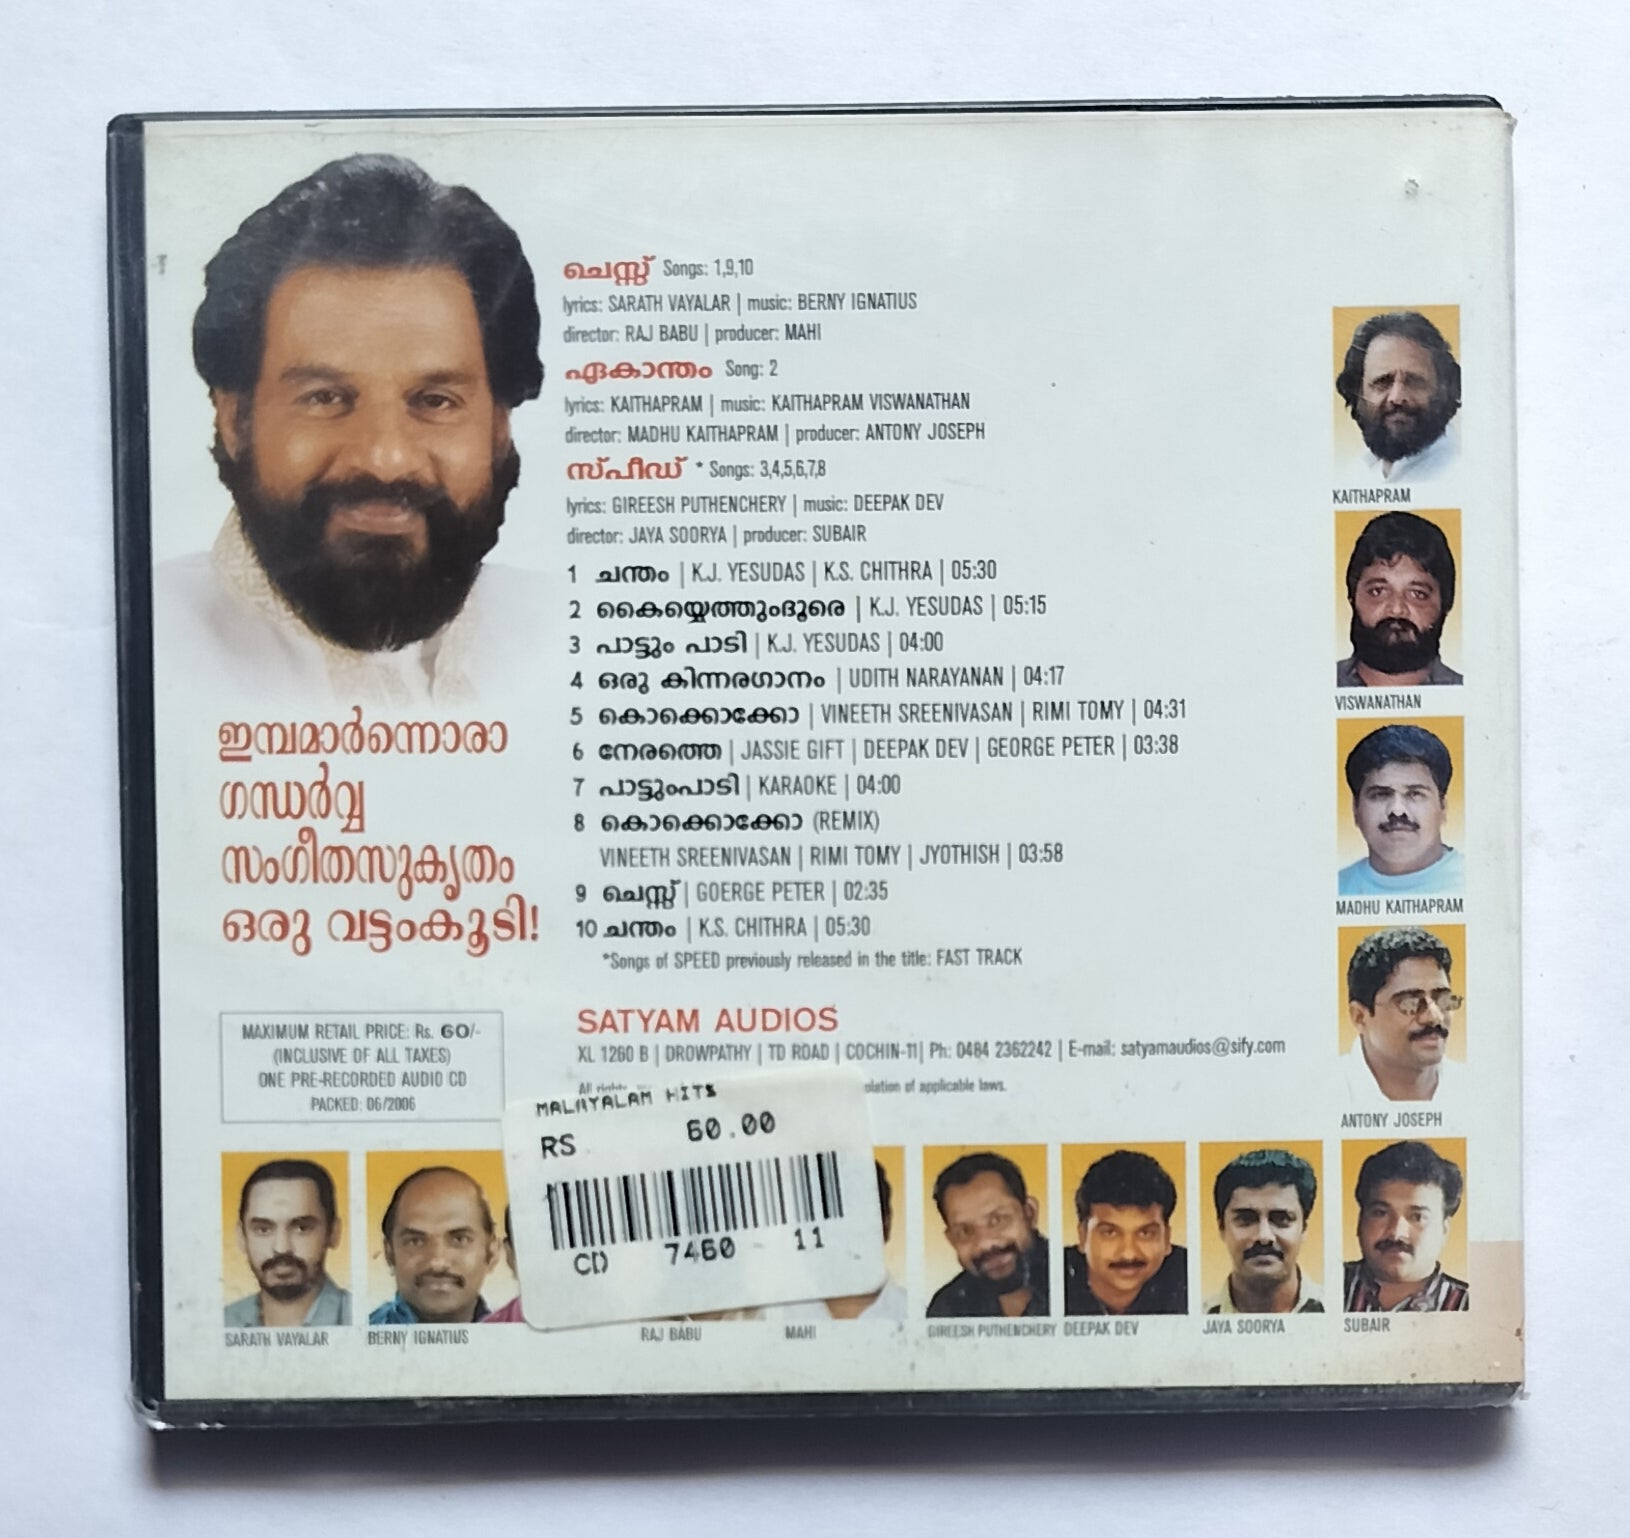 ചെസ്സ് Songs: 1,9,10
lyrics: SARATH VAYALAR | music: BERNY IGNATIUS
director: RAJ BABU | producer: MAHI
ഏകാന്തം Song: 2
lyrics: KAITHAPRAM | music: KAITHAPRAM VISWANATHAN
director: MADHU KAITHAPRAM | producer: ANTONY JOSEPH
സ്പീഡ് * Songs: 3,4,5,6,7,8
lyrics: GIREESH PUTHENCHERY | music: DEEPAK DEV
director: JAYA SOORYA | producer: SUBAIR
1 ചന്തം | K.J. YESUDAS | K.S. CHITHRA | 05:30
2 കൈയ്യെത്തുംദൂരെ | K.J. YESUDAS | 05:15
3 പാട്ടും പാടി | K.J. YESUDAS | 04:00
4 ഒരു കിന്നരഗാനം | UDITH NARAYANAN | 04:17
5 കൊക്കൊക്കോ | VINEETH SREENIVASAN | RIMI TOMY | 04:31
6 നേരത്തെ | JASSIE GIFT | DEEPAK DEV | GEORGE PETER | 03:38
7 പാട്ടുംപാടി | KARAOKE | 04:00
8 കൊക്കൊക്കോ (REMIX)
VINEETH SREENIVASAN | RIMI TOMY | JYOTHISH | 03:58
9 ചെസ്സ് | GOERGE PETER | 02:35
10 ചന്തം | K.S. CHITHRA | 05:30
*Songs of SPEED previously released in the title: FAST TRACK
ഇമ്പമാർന്നൊരാ
ഗന്ധർവ്വ
സംഗീതസുകൃതം
ഒരു വട്ടംകൂടി!
MAXIMUM RETAIL PRICE: Rs. 60/-
(INCLUSIVE OF ALL TAXES)
ONE PRE-RECORDED AUDIO CD
PACKED: 06/2006
SATYAM AUDIOS
XL 1260 B | DROWPATHY | TD ROAD | COCHIN-11| Ph: 0484 2362242 | E-mail: satyamaudios@sify.com
All rights of applicable laws.
MALAYALAM HITS
RS 60.00
CD 7460 - 11
KAITHAPRAM
VISWANATHAN
MADHU KAITHAPRAM
ANTONY JOSEPH
SARATH VAYALAR
BERNY IGNATIUS
RAJ BABU
MAHI
GIREESH PUTHENCHERY
DEEPAK DEV
JAYA SOORYA
SUBAIR